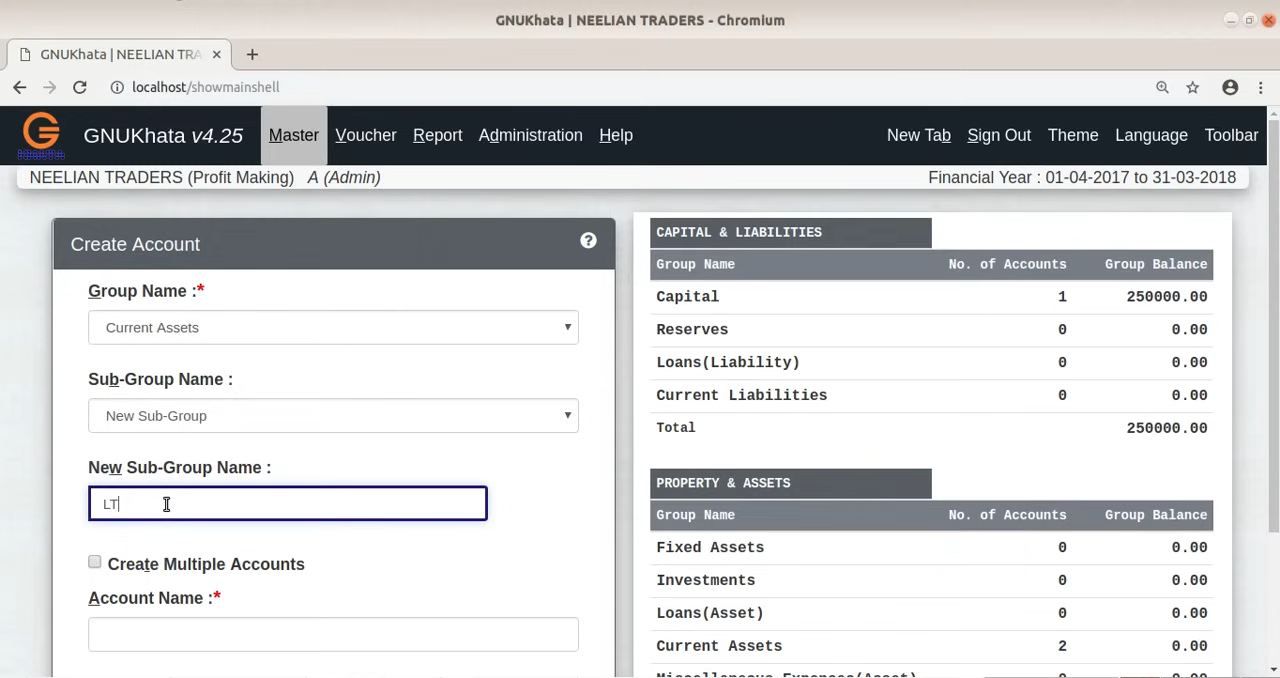 GNUKhata | NEELIAN TRADERS - Chromium
GNUKhata | NEELIAN TRA
localhost/showmainshell
GNUKhata v4.25
Master
Voucher
Report
Administration
Help
New Tab
Sign Out
Theme
Language
Toolbar
NEELIAN TRADERS (Profit Making) A (Admin)
Financial Year : 01-04-2017 to 31-03-2018
Create Account
Group Name :*
Current Assets
Sub-Group Name :
New Sub-Group
New Sub-Group Name :
LT
Create Multiple Accounts
Account Name :*
CAPITAL & LIABILITIES
Group Name No. of Accounts Group Balance
Capital 1 250000.00
Reserves 0 0.00
Loans(Liability) 0 0.00
Current Liabilities 0 0.00
Total 250000.00
PROPERTY & ASSETS
Group Name No. of Accounts Group Balance
Fixed Assets 0 0.00
Investments 0 0.00
Loans(Asset) 0 0.00
Current Assets 2 0.00